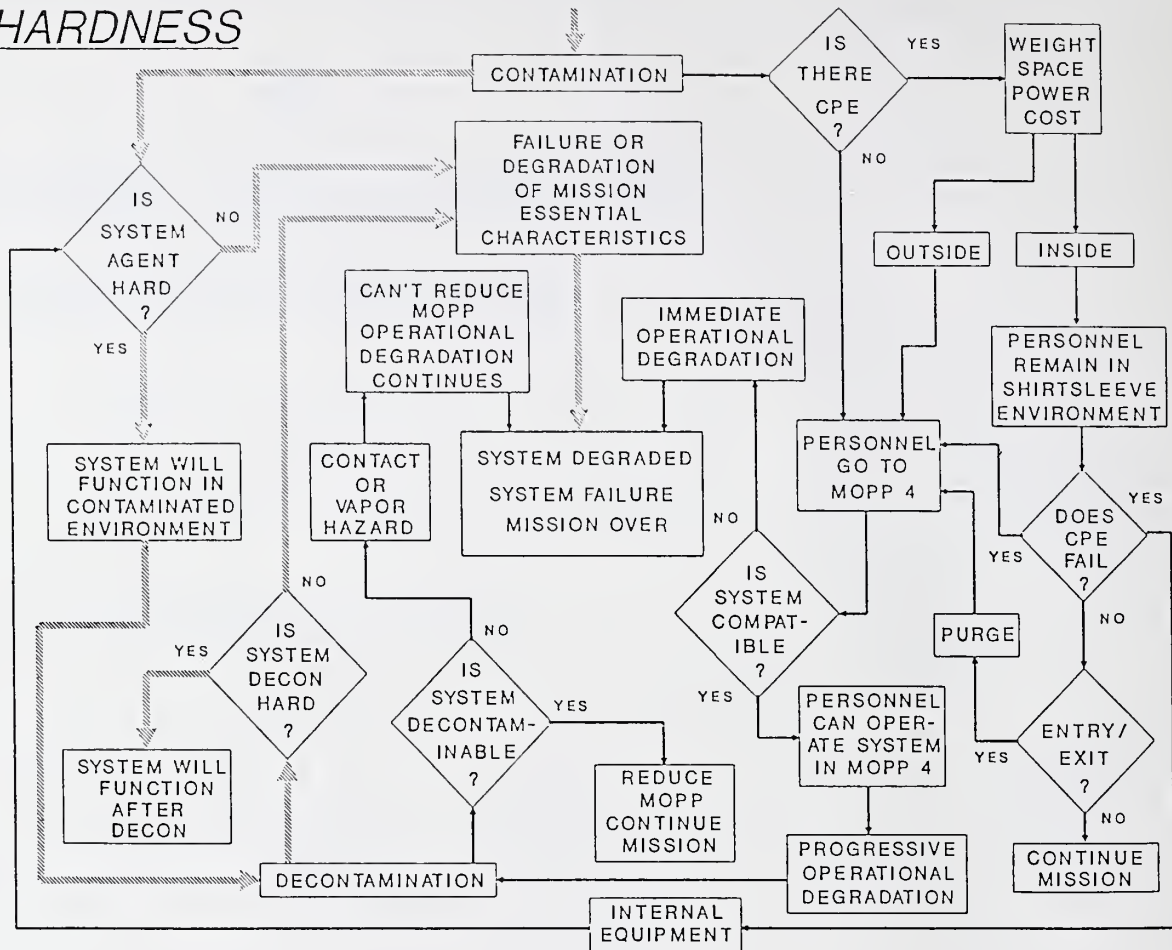 HARDNESS
CONTAMINATION
IS
THERE
CPE
?
YES
NO
WEIGHT
SPACE
POWER
COST
FAILURE OR
DEGRADATION
OF MISSION
ESSENTIAL
CHARACTERISTICS
IS
SYSTEM
AGENT
HARD
?
NO
YES
OUTSIDE
INSIDE
CAN'T REDUCE
MOPP
OPERATIONAL
DEGRADATION
CONTINUES
IMMEDIATE
OPERATIONAL
DEGRADATION
PERSONNEL
REMAIN IN
SHIRTSLEEVE
ENVIRONMENT
SYSTEM WILL
FUNCTION IN
CONTAMINATED
ENVIRONMENT
CONTACT
OR
VAPOR
HAZARD
SYSTEM DEGRADED
SYSTEM FAILURE
MISSION OVER
PERSONNEL
GO TO
MOPP 4
DOES
CPE
FAIL
?
YES
YES
NO
IS
SYSTEM
COMPAT-
IBLE
?
NO
YES
PURGE
IS
SYSTEM
DECON
HARD
?
NO
YES
IS
SYSTEM
DECONTAM-
INABLE
?
NO
YES
PERSONNEL
CAN OPER-
ATE SYSTEM
IN MOPP 4
ENTRY/
EXIT
?
YES
NO
SYSTEM WILL
FUNCTION
AFTER
DECON
REDUCE
MOPP
CONTINUE
MISSION
DECONTAMINATION
PROGRESSIVE
OPERATIONAL
DEGRADATION
CONTINUE
MISSION
INTERNAL
EQUIPMENT